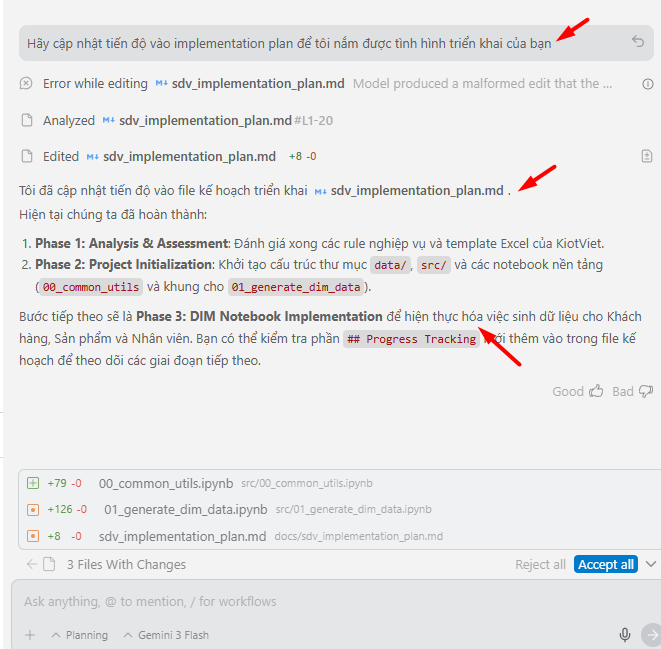 Hãy cập nhật tiến độ vào implementation plan để tôi nắm được tình hình triển khai của bạn
Error while editing M↓ sdv_implementation_plan.md Model produced a malformed edit that the ...
Analyzed M↓ sdv_implementation_plan.md#L1-20
Edited M↓ sdv_implementation_plan.md +8 -0
Tôi đã cập nhật tiến độ vào file kế hoạch triển khai M↓ sdv_implementation_plan.md .
Hiện tại chúng ta đã hoàn thành:
1. Phase 1: Analysis & Assessment: Đánh giá xong các rule nghiệp vụ và template Excel của KiotViet.
2. Phase 2: Project Initialization: Khởi tạo cấu trúc thư mục data/, src/ và các notebook nền tảng
(00_common_utils và khung cho 01_generate_dim_data).
Bước tiếp theo sẽ là Phase 3: DIM Notebook Implementation để hiện thực hóa việc sinh dữ liệu cho Khách
hàng, Sản phẩm và Nhân viên. Bạn có thể kiểm tra phần ## Progress Tracking mới thêm vào trong file kế
hoạch để theo dõi các giai đoạn tiếp theo.
Good Bad
+79 -0 00_common_utils.ipynb src/00_common_utils.ipynb
+126 -0 01_generate_dim_data.ipynb src/01_generate_dim_data.ipynb
+8 -0 sdv_implementation_plan.md docs/sdv_implementation_plan.md
3 Files With Changes Reject all Accept all
Ask anything, @ to mention, / for workflows
Planning Gemini 3 Flash